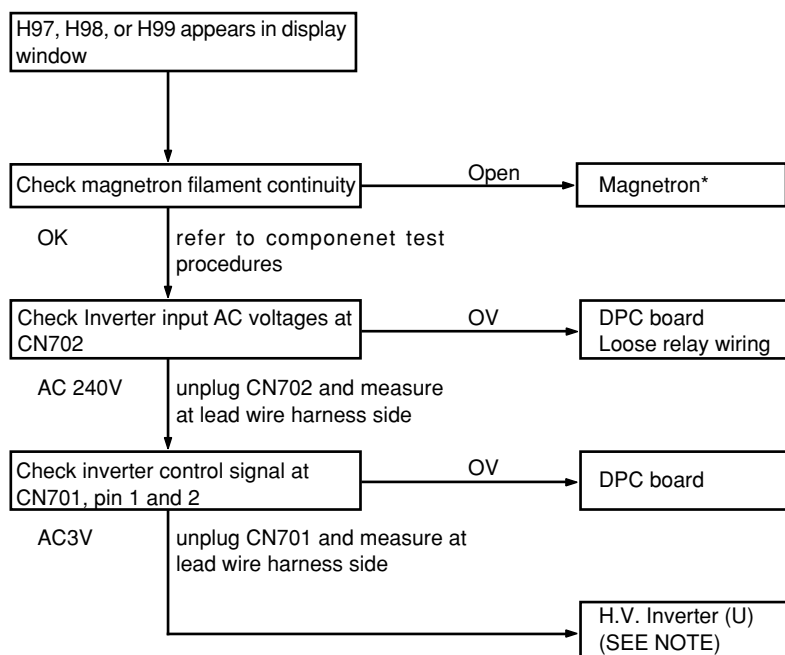 H97, H98, or H99 appears in display
window
Check magnetron filament continuity
Open
Magnetron*
OK
refer to componenet test
procedures
Check Inverter input AC voltages at
CN702
OV
DPC board
Loose relay wiring
AC 240V
unplug CN702 and measure
at lead wire harness side
Check inverter control signal at
CN701, pin 1 and 2
OV
DPC board
AC3V
unplug CN701 and measure at
lead wire harness side
H.V. Inverter (U)
(SEE NOTE)